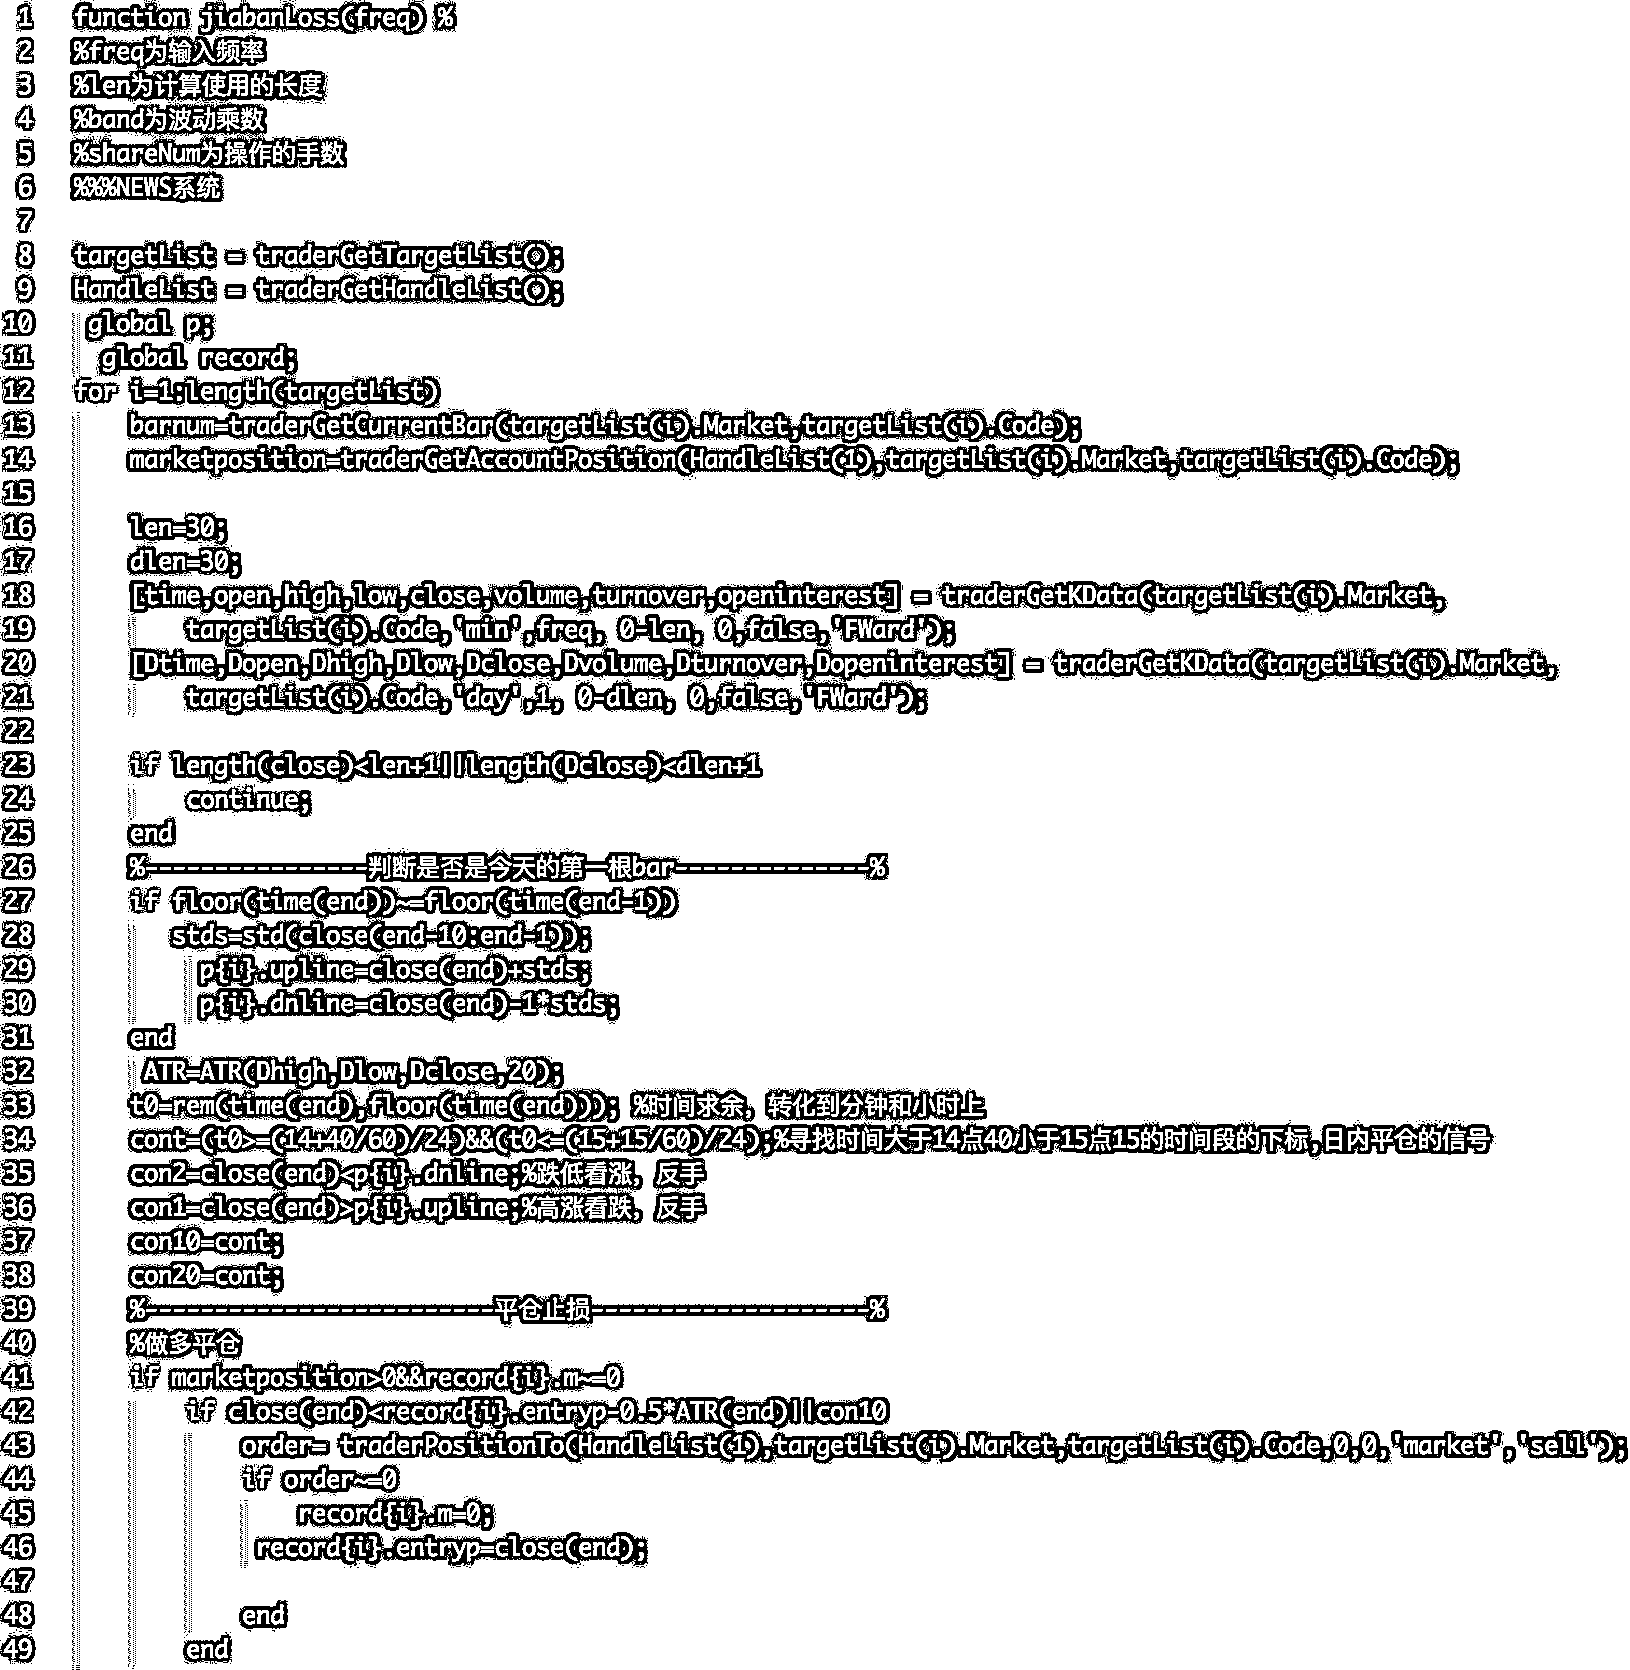 1 function jiabanLoss(freq) %
2 %freq为输入频率
3 %len为计算使用的长度
4 %band为波动乘数
5 %shareNum为操作的手数
6 %%%NEWS系统
7
8 targetList = traderGetTargetList();
9 HandleList = traderGetHandleList();
10 global p;
11 global record;
12 for i=1:length(targetList)
13 barnum=traderGetCurrentBar(targetList(i).Market,targetList(i).Code);
14 marketposition=traderGetAccountPosition(HandleList(1),targetList(i).Market,targetList(i).Code);
15
16 len=30;
17 dlen=30;
18 [time,open,high,low,close,volume,turnover,openinterest] = traderGetKData(targetList(i).Market,
19 targetList(i).Code,'min',freq, 0-len, 0,false,'FWard');
20 [Dtime,Dopen,Dhigh,Dlow,Dclose,Dvolume,Dturnover,Dopeninterest] = traderGetKData(targetList(i).Market,
21 targetList(i).Code,'day',1, 0-dlen, 0,false,'FWard');
22
23 if length(close)<len+1||length(Dclose)<dlen+1
24 continue;
25 end
26 %----------------判断是否是今天的第一根bar--------------%
27 if floor(time(end))~=floor(time(end-1))
28 stds=std(close(end-10:end-1));
29 p{i}.upline=close(end)+stds;
30 p{i}.dnline=close(end)-1*stds;
31 end
32 ATR=ATR(Dhigh,Dlow,Dclose,20);
33 t0=rem(time(end),floor(time(end))); %时间求余，转化到分钟和小时上
34 cont=(t0>=(14+40/60)/24)&&(t0<=(15+15/60)/24);%寻找时间大于14点40小于15点15的时间段的下标,日内平仓的信号
35 con2=close(end)<p{i}.dnline;%跌低看涨，反手
36 con1=close(end)>p{i}.upline;%高涨看跌，反手
37 con10=cont;
38 con20=cont;
39 %-------------------------平仓止损--------------------%
40 %做多平仓
41 if marketposition>0&&record{i}.m~=0
42 if close(end)<record{i}.entryp-0.5*ATR(end)||con10
43 order= traderPositionTo(HandleList(1),targetList(i).Market,targetList(i).Code,0,0,'market','sell');
44 if order~=0
45 record{i}.m=0;
46 record{i}.entryp=close(end);
47
48 end
49 end